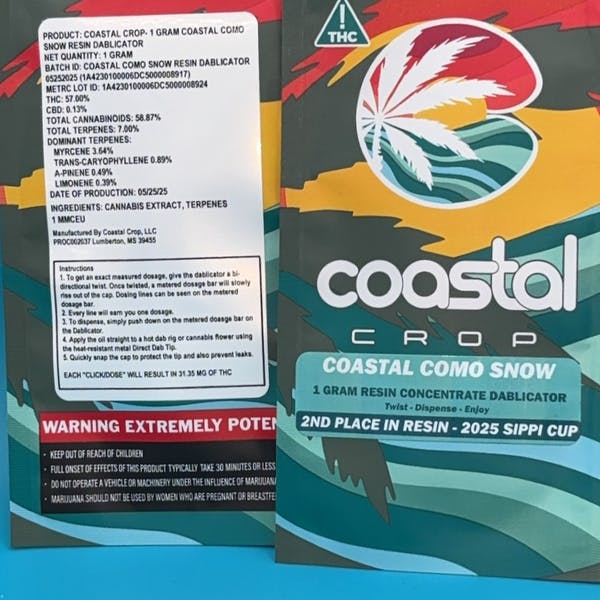 PRODUCT: COASTAL CROP- 1 GRAM COASTAL COMO
SNOW RESIN DABLICATOR
NET QUANTITY: 1 GRAM
BATCH ID: COASTAL COMO SNOW RESIN DABLICATOR
05252025 (1A4230100006DC5000008917)
METRC LOT ID: 1A4230100006DC5000008924
THC: 57.00%
CBD: 0.13%
TOTAL CANNABINOIDS: 58.87%
TOTAL TERPENES: 7.00%
DOMINANT TERPENES:
MYRCENE 3.64%
TRANS-CARYOPHYLLENE 0.89%
A-PINENE 0.49%
LIMONENE 0.39%
DATE OF PRODUCTION: 05/25/25
INGREDIENTS: CANNABIS EXTRACT, TERPENES
1 MMCEU
Manufactured By Coastal Crop, LLC
PROC002037 Lumberton, MS 39455
Instructions
1. To get an exact measured dosage, give the dablicator a bi-
directional twist. Once twisted, a metered dosage bar will slowly
rise out of the cap. Dosing lines can be seen on the metered
dosage bar.
2. Every line will earn you one dosage.
3. To dispense, simply push down on the metered dosage bar on
the Dablicator.
4. Apply the oil straight to a hot dab rig or cannabis flower using
the heat-resistant metal Direct Dab Tip.
5. Quickly snap the cap to protect the tip and also prevent leaks.
EACH "CLICK/DOSE" WILL RESULT IN 31.35 MG OF THC
WARNING EXTREMELY POTEN
• KEEP OUT OF REACH OF CHILDREN
• FULL ONSET OF EFFECTS OF THIS PRODUCT TYPICALLY TAKE 30 MINUTES OR LESS
• DO NOT OPERATE A VEHICLE OR MACHINERY UNDER THE INFLUENCE OF MARIJUANA
• MARIJUANA SHOULD NOT BE USED BY WOMEN WHO ARE PREGNANT OR BREASTFE
!
THC
coastal
CROP
COASTAL COMO SNOW
1 GRAM RESIN CONCENTRATE DABLICATOR
Twist - Dispense - Enjoy
2ND PLACE IN RESIN - 2025 SIPPI CUP